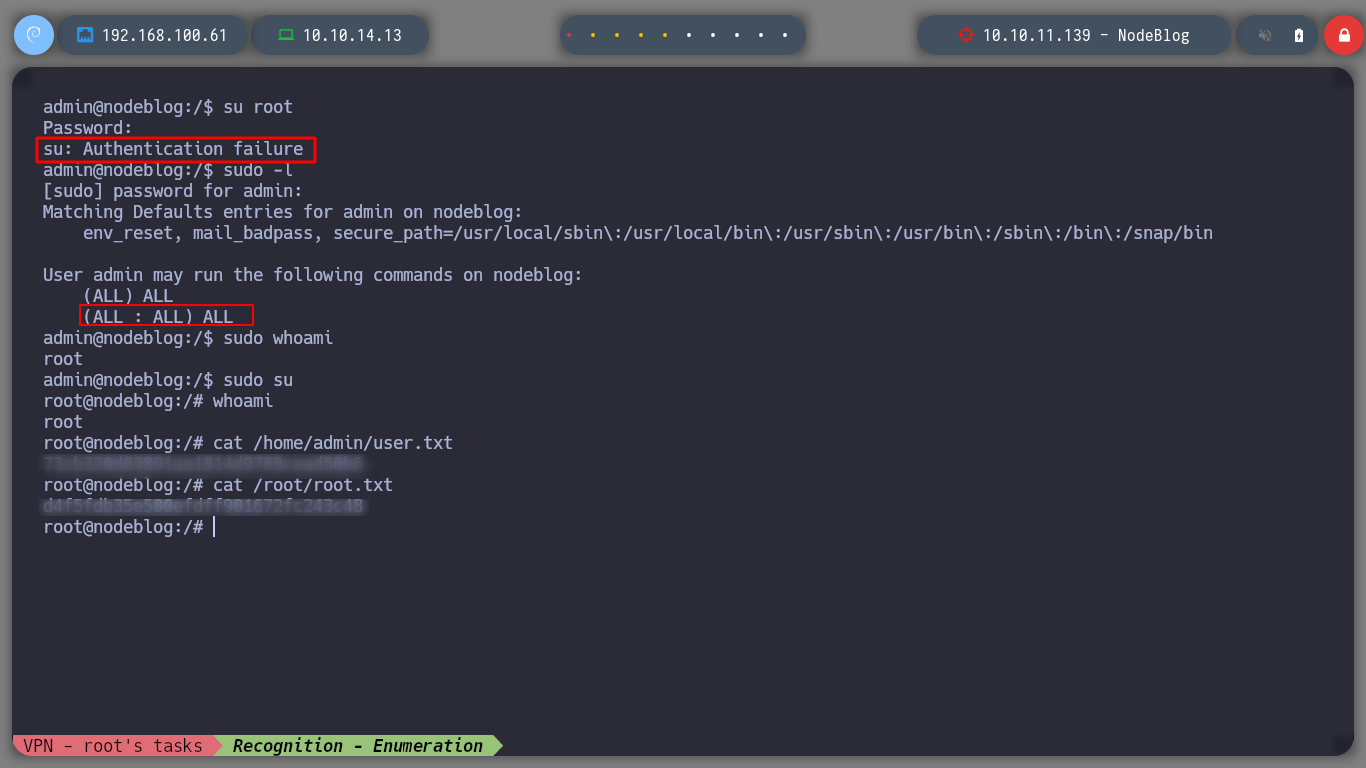 192.168.100.61
10.10.14.13
10.10.11.139 - NodeBlog
admin@nodeblog:/$ su root
Password:
su: Authentication failure
admin@nodeblog:/$ sudo -l
[sudo] password for admin:
Matching Defaults entries for admin on nodeblog:
    env_reset, mail_badpass, secure_path=/usr/local/sbin\:/usr/local/bin\:/usr/sbin\:/usr/bin\:/sbin\:/bin\:/snap/bin
User admin may run the following commands on nodeblog:
    (ALL) ALL
    (ALL : ALL) ALL
admin@nodeblog:/$ sudo whoami
root
admin@nodeblog:/$ sudo su
root@nodeblog:/# whoami
root
root@nodeblog:/# cat /home/admin/user.txt
root@nodeblog:/# cat /root/root.txt
root@nodeblog:/#
VPN - root's tasks
Recognition - Enumeration